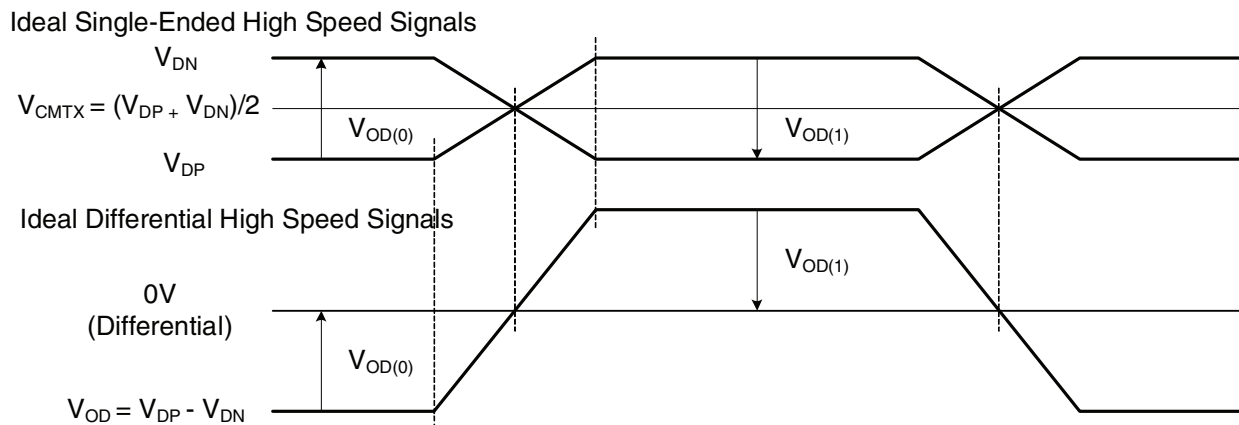 Ideal Single-Ended High Speed Signals
V_DN
V_CMTX = (V_DP + V_DN)/2
V_OD(0)
V_OD(1)
V_DP
Ideal Differential High Speed Signals
V_OD(1)
0V
(Differential)
V_OD(0)
V_OD = V_DP - V_DN